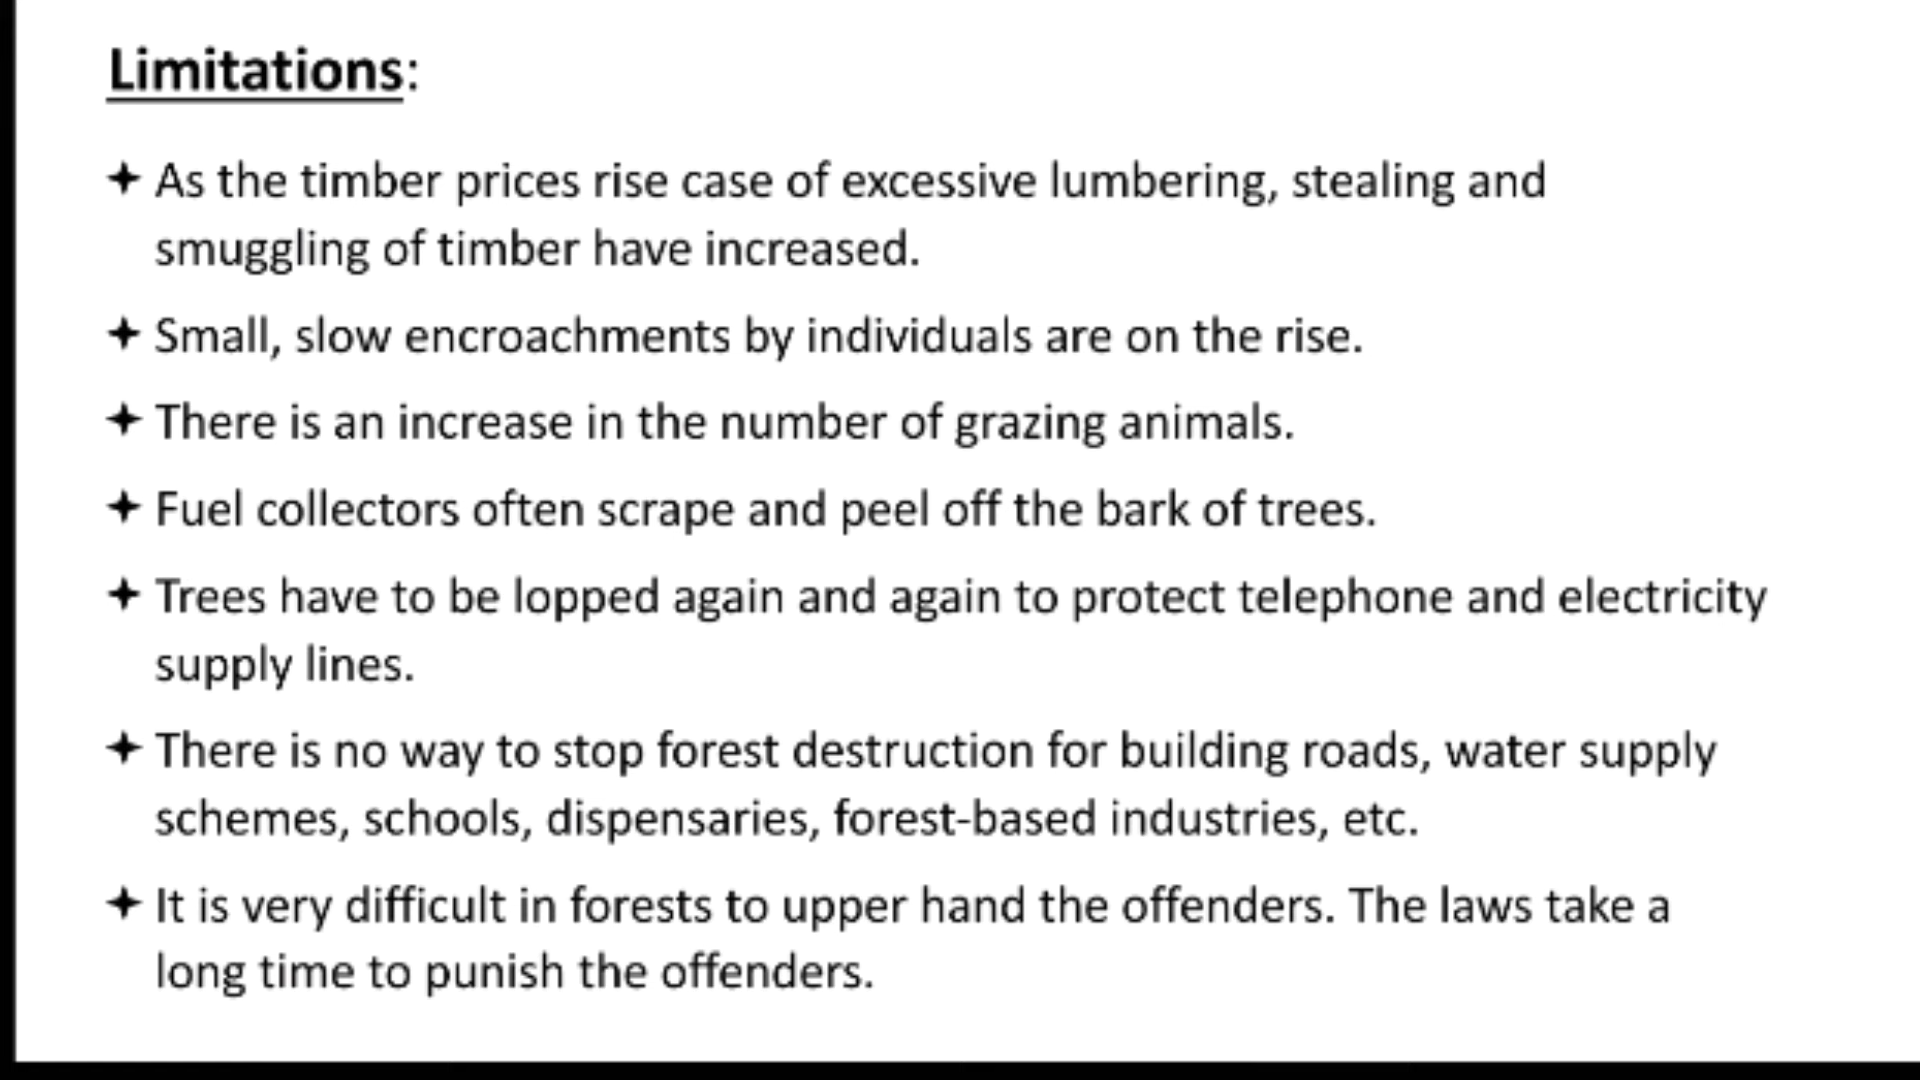 Limitations:
✦ As the timber prices rise case of excessive lumbering, stealing and
smuggling of timber have increased.
✦ Small, slow encroachments by individuals are on the rise.
✦ There is an increase in the number of grazing animals.
✦ Fuel collectors often scrape and peel off the bark of trees.
✦ Trees have to be lopped again and again to protect telephone and electricity
supply lines.
✦ There is no way to stop forest destruction for building roads, water supply
schemes, schools, dispensaries, forest-based industries, etc.
✦ It is very difficult in forests to upper hand the offenders. The laws take a
long time to punish the offenders.